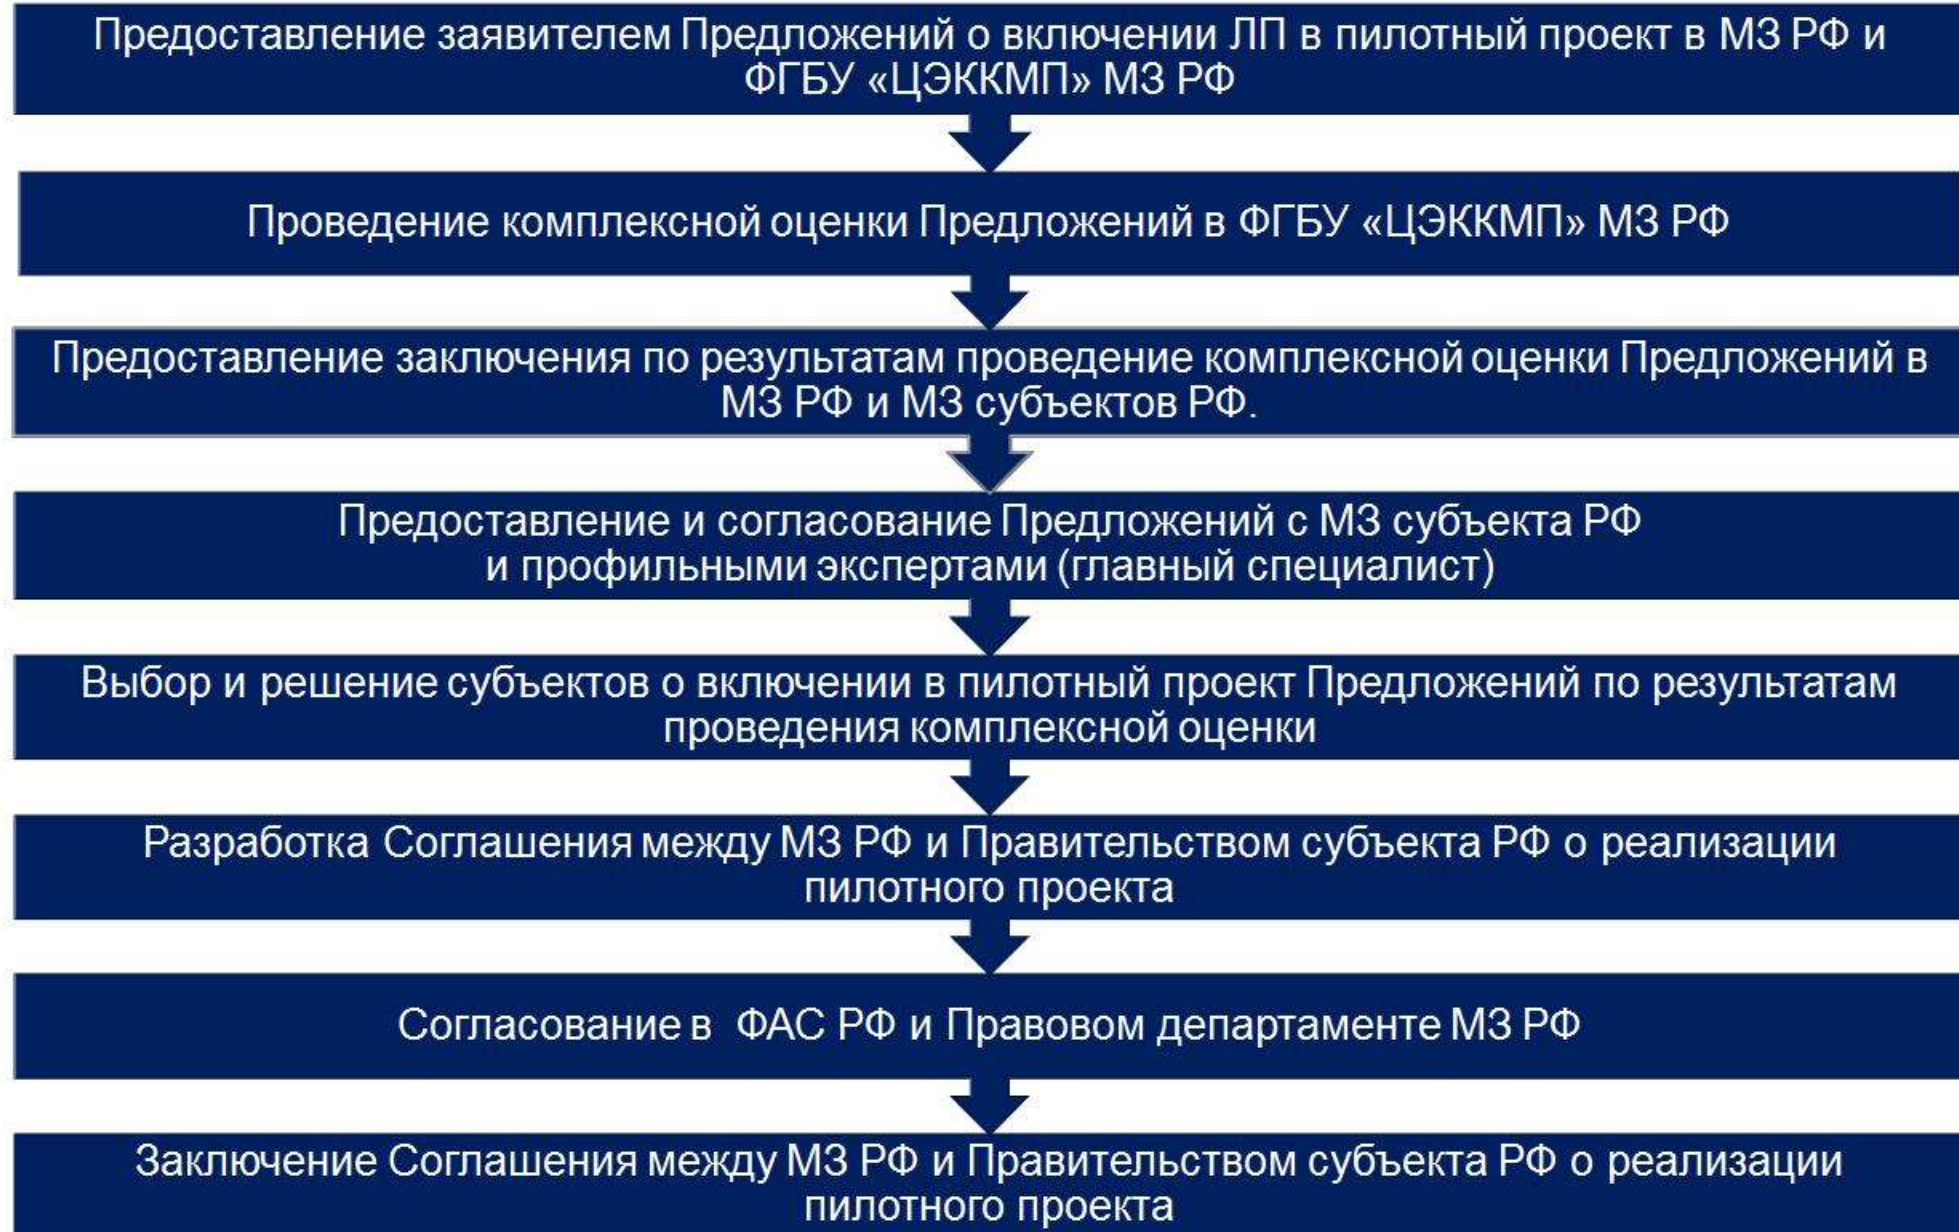 Предоставление заявителем Предложений о включении ЛП в пилотный проект в МЗ РФ и
ФГБУ «ЦЭККМП» МЗ РФ
Проведение комплексной оценки Предложений в ФГБУ «ЦЭККМП» МЗ РФ
Предоставление заключения по результатам проведение комплексной оценки Предложений в
МЗ РФ и МЗ субъектов РФ.
Предоставление и согласование Предложений с МЗ субъекта РФ
и профильными экспертами (главный специалист)
Выбор и решение субъектов о включении в пилотный проект Предложений по результатам
проведения комплексной оценки
Разработка Соглашения между МЗ РФ и Правительством субъекта РФ о реализации
пилотного проекта
Согласование в ФАС РФ и Правовом департаменте МЗ РФ
Заключение Соглашения между МЗ РФ и Правительством субъекта РФ о реализации
пилотного проекта